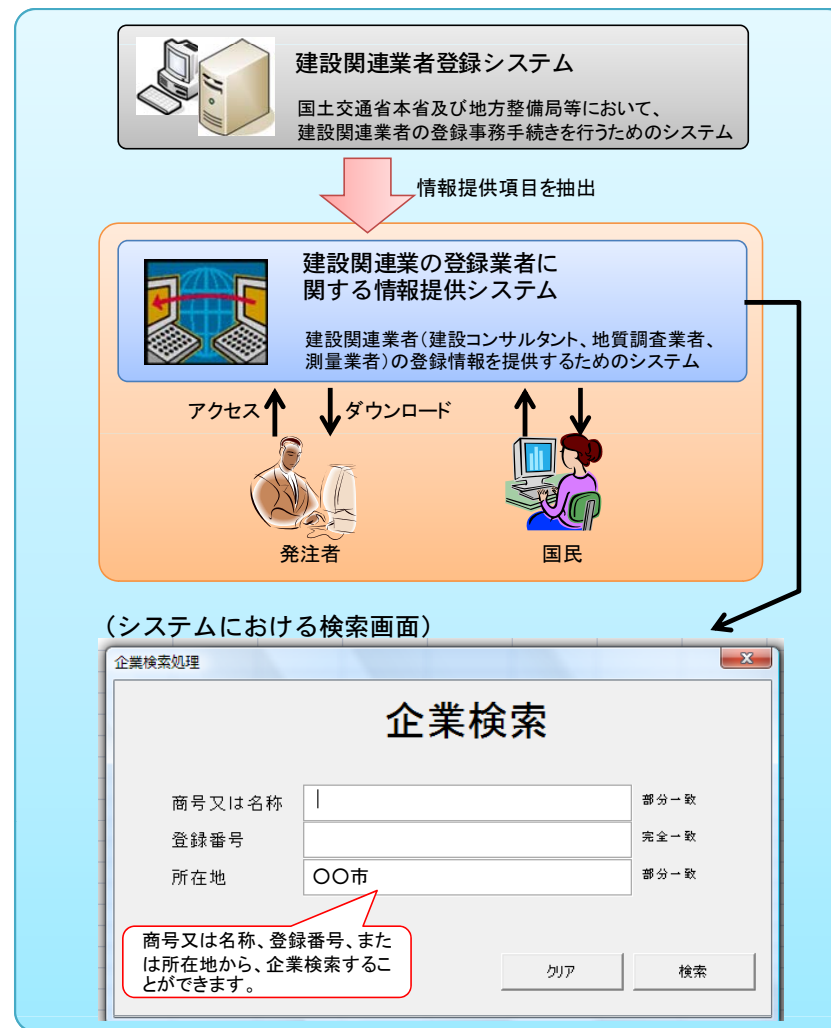 建設関連業者登録システム
国土交通省本省及び地方整備局等において、
建設関連業者の登録事務手続きを行うためのシステム
情報提供項目を抽出
建設関連業の登録業者に
関する情報提供システム
建設関連業者(建設コンサルタント、地質調査業者、
測量業者)の登録情報を提供するためのシステム
アクセス
ダウンロード
発注者
国民
(システムにおける検索画面)
企業検索処理
企業検索
商号又は名称
部分一致
登録番号
完全一致
所在地
〇〇市
部分一致
商号又は名称、登録番号、また
は所在地から、企業検索するこ
とができます。
クリア
検索